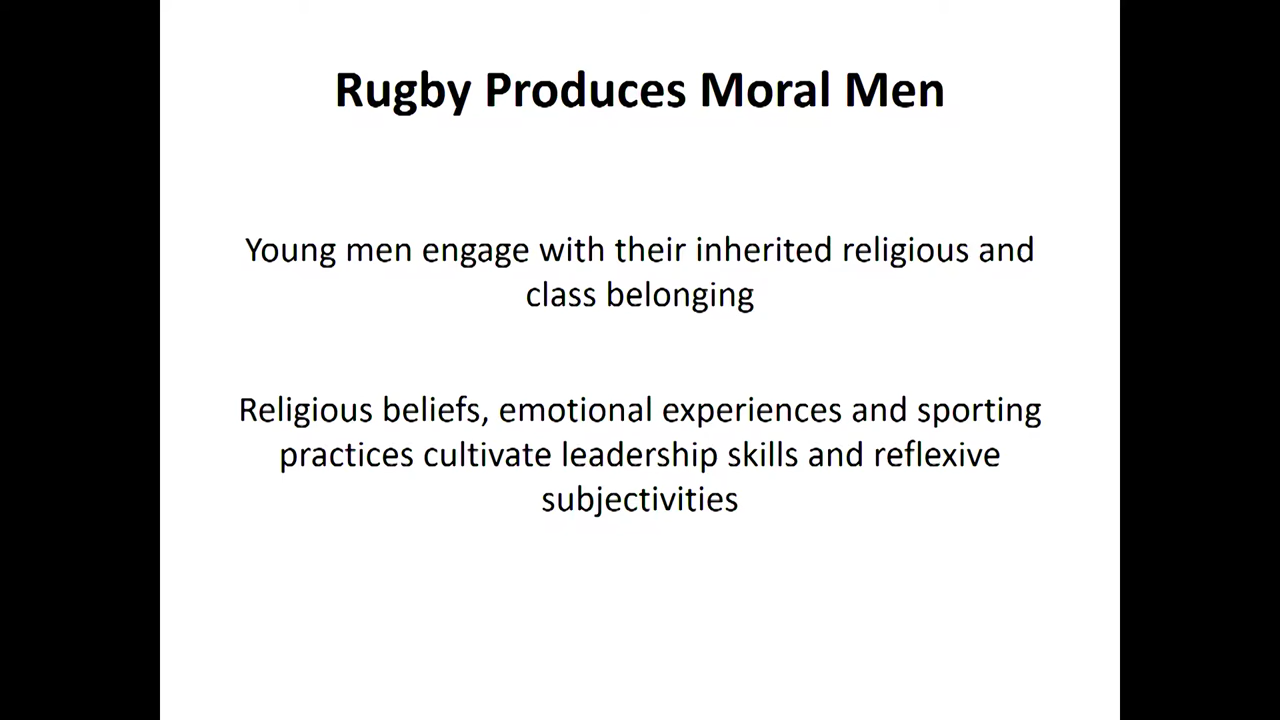 Rugby Produces Moral Men
Young men engage with their inherited religious and
class belonging
Religious beliefs, emotional experiences and sporting
practices cultivate leadership skills and reflexive
subjectivities